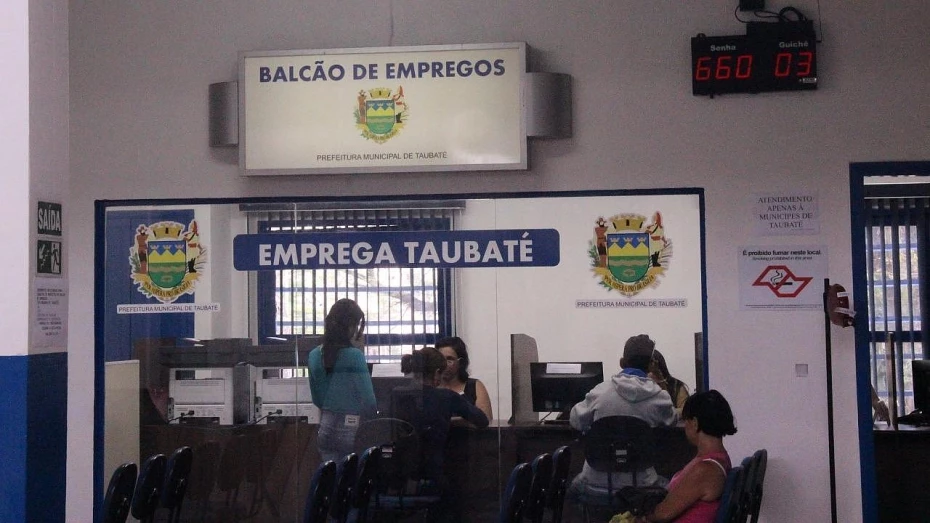 BALCÃO DE EMPREGOS
PREFEITURA MUNICIPAL DE TAUBATÉ
Senha Guichê
660 03
SAÍDA
EMPREGA TAUBATÉ
PREFEITURA MUNICIPAL DE TAUBATÉ
PREFEITURA MUNICIPAL DE TAUBATÉ
ATENDIMENTO
APENAS À
MUNÍCIPES DE
TAUBATÉ
É proibido fumar neste local.